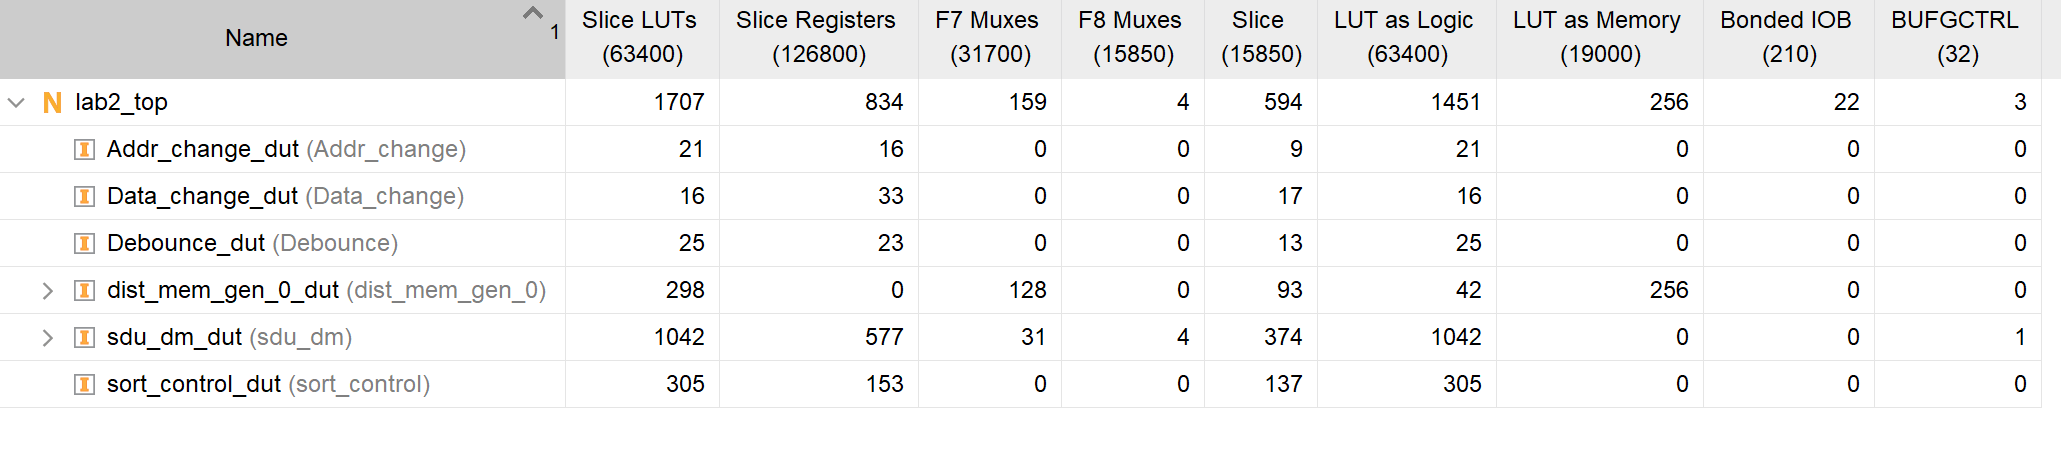 Name 1 Slice LUTs (63400) Slice Registers (126800) F7 Muxes (31700) F8 Muxes (15850) Slice (15850) LUT as Logic (63400) LUT as Memory (19000) Bonded IOB (210) BUFGCTRL (32)
N lab2_top 1707 834 159 4 594 1451 256 22 3
I Addr_change_dut (Addr_change) 21 16 0 0 9 21 0 0 0
I Data_change_dut (Data_change) 16 33 0 0 17 16 0 0 0
I Debounce_dut (Debounce) 25 23 0 0 13 25 0 0 0
I dist_mem_gen_0_dut (dist_mem_gen_0) 298 0 128 0 93 42 256 0 0
I sdu_dm_dut (sdu_dm) 1042 577 31 4 374 1042 0 0 1
I sort_control_dut (sort_control) 305 153 0 0 137 305 0 0 0